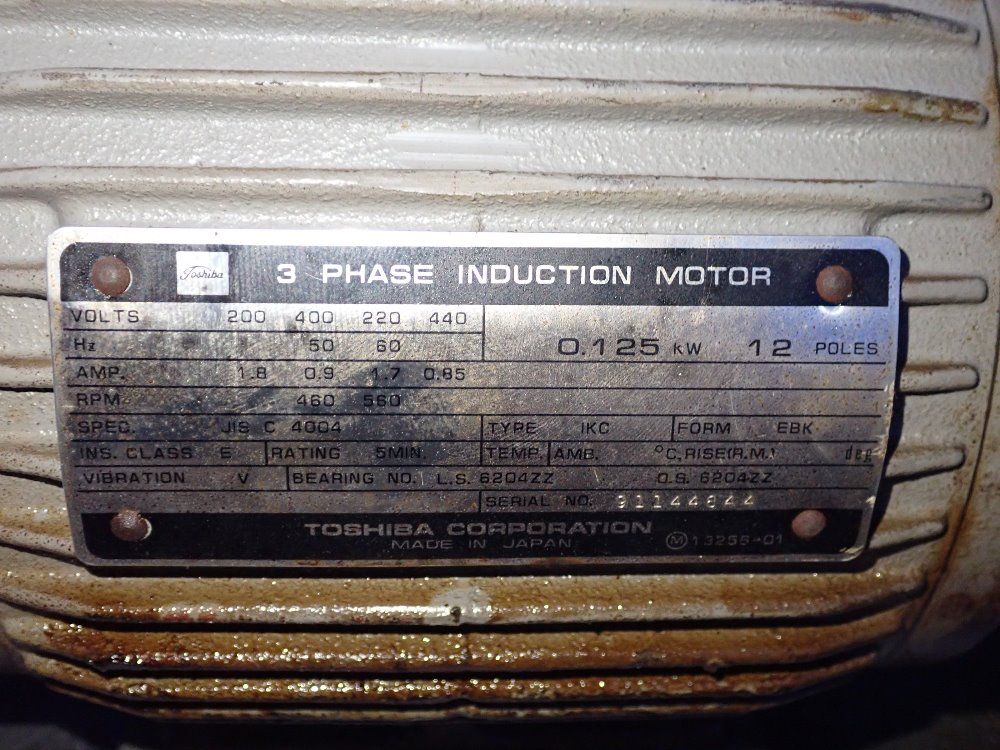 Toshiba 3 PHASE INDUCTION MOTOR
VOLTS 200 400 220 440
Hz 50 60
0.125 kW 12 POLES
AMP. 1.8 0.9 1.7 0.85
RPM 460 560
SPEC. JIS C 4004 TYPE IKC FORM EBK
INS. CLASS E RATING 5MIN. TEMP. AMB. °C, RISE(R.M.) deg
VIBRATION V BEARING NO. L.S. 6204ZZ O.S. 6204ZZ
SERIAL NO. 91144644
TOSHIBA CORPORATION
MADE IN JAPAN Ⓜ13255-01